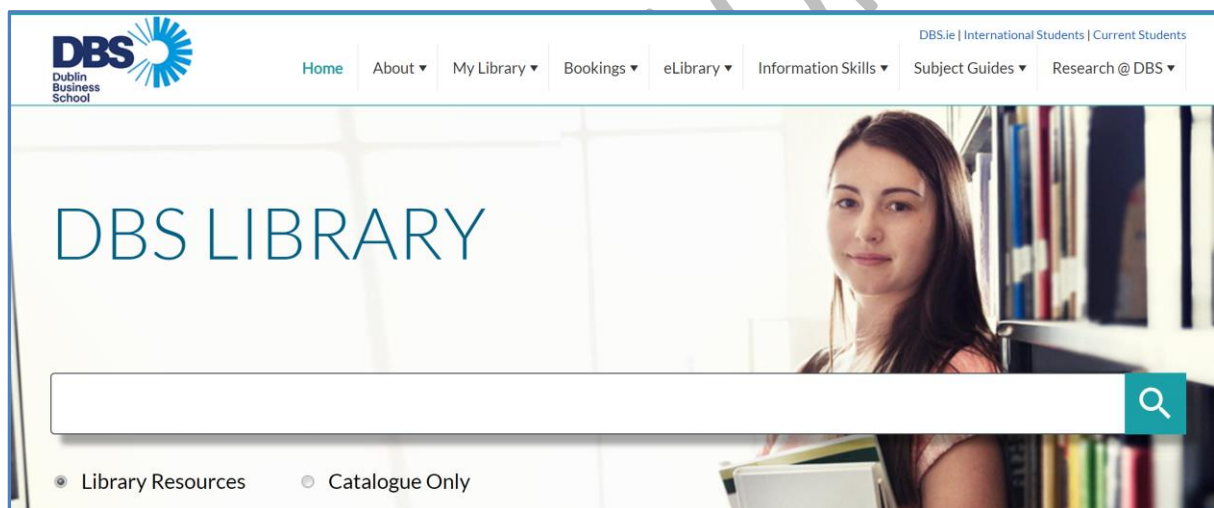 DBS
Dublin
Business
School
DBS.ie | International Students | Current Students
Home About ▾ My Library ▾ Bookings ▾ eLibrary ▾ Information Skills ▾ Subject Guides ▾ Research @ DBS ▾
DBS LIBRARY
Library Resources Catalogue Only